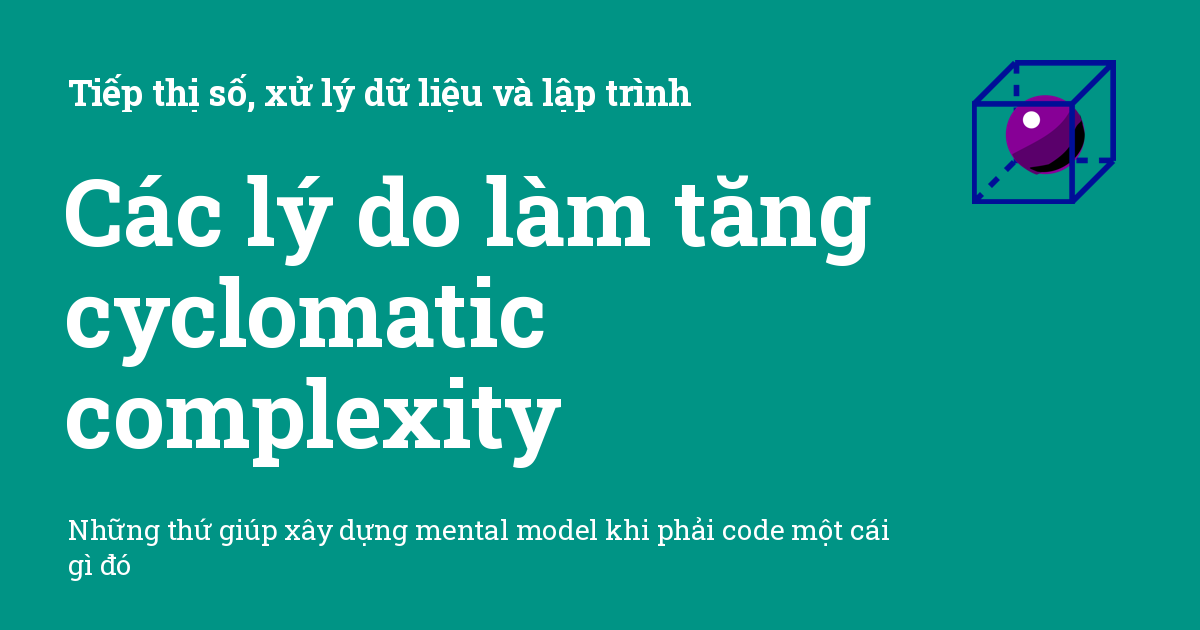 Tiếp thị số, xử lý dữ liệu và lập trình
Các lý do làm tăng
cyclomatic
complexity
Những thứ giúp xây dựng mental model khi phải code một cái
gì đó